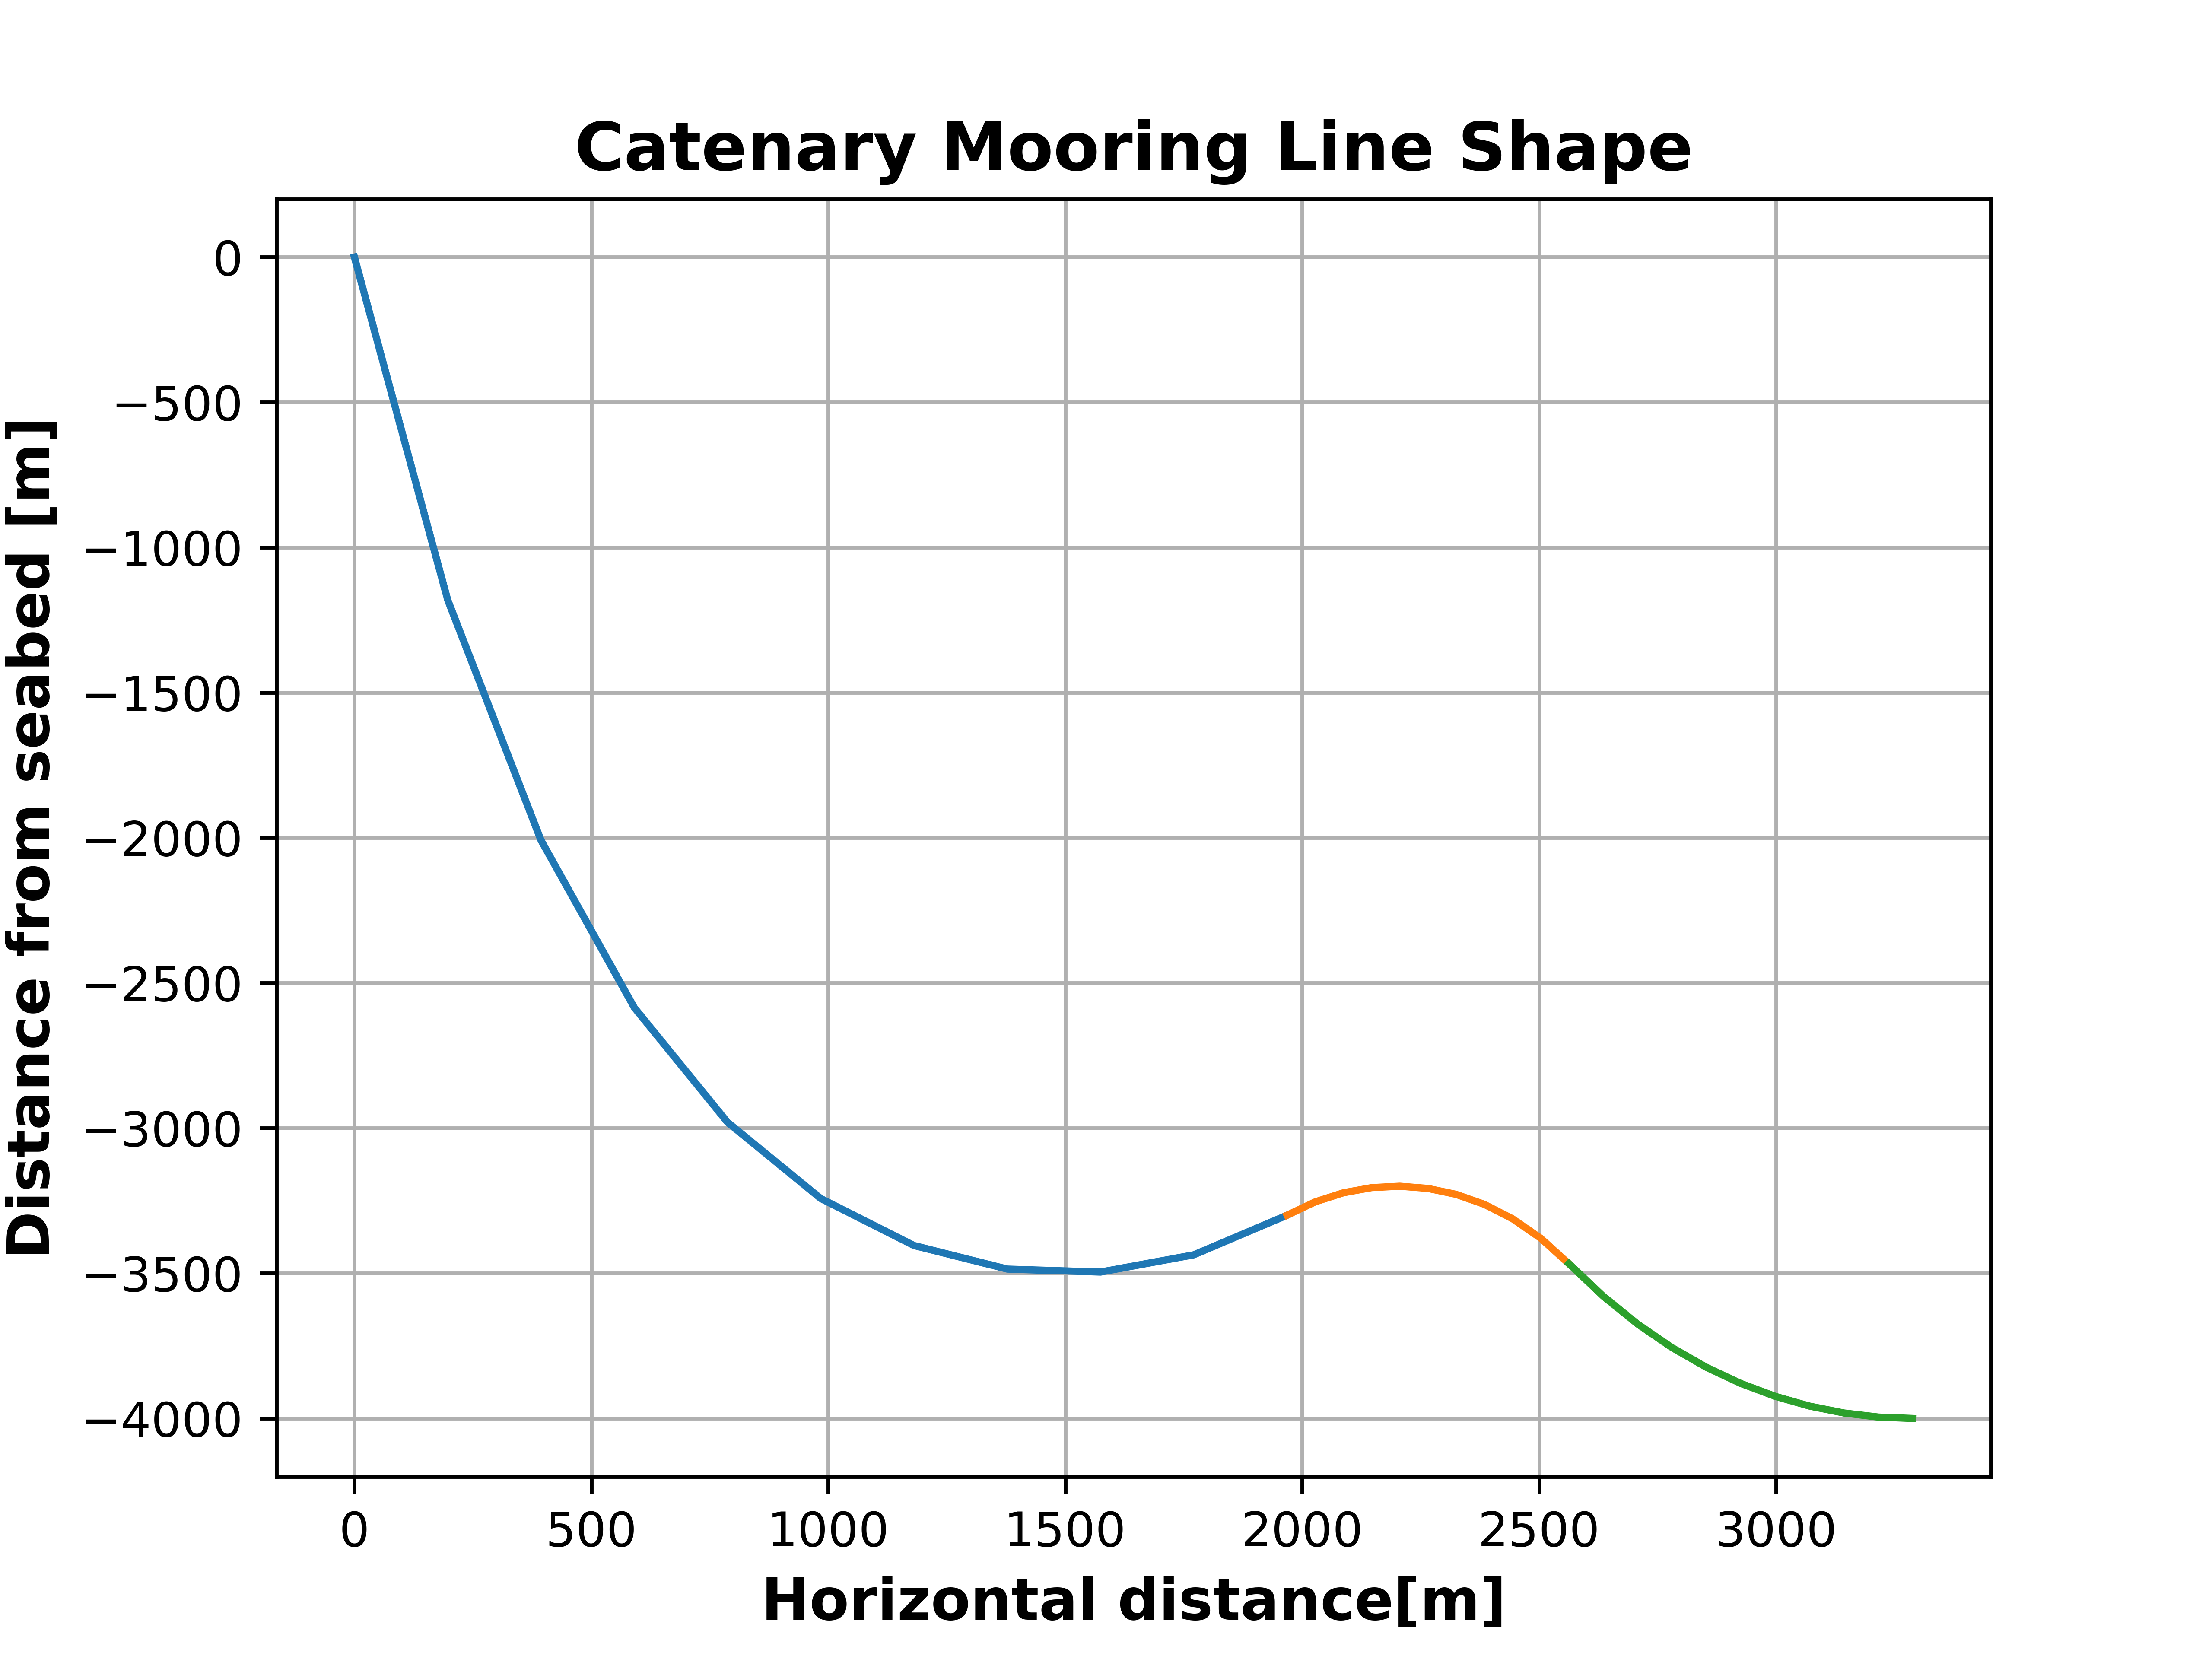 Catenary Mooring Line Shape
Distance from seabed [m]
0
−500
−1000
−1500
−2000
−2500
−3000
−3500
−4000
0 500 1000 1500 2000 2500 3000
Horizontal distance[m]